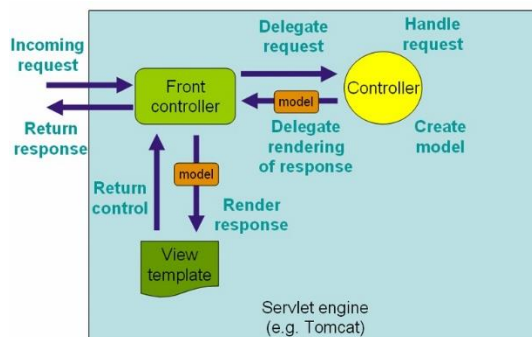 Incoming
request
Return
response
Front
controller
Delegate
request
Handle
request
Controller
model
Delegate
rendering
of response
Create
model
Return
control
model
Render
response
View
template
Servlet engine
(e.g. Tomcat)